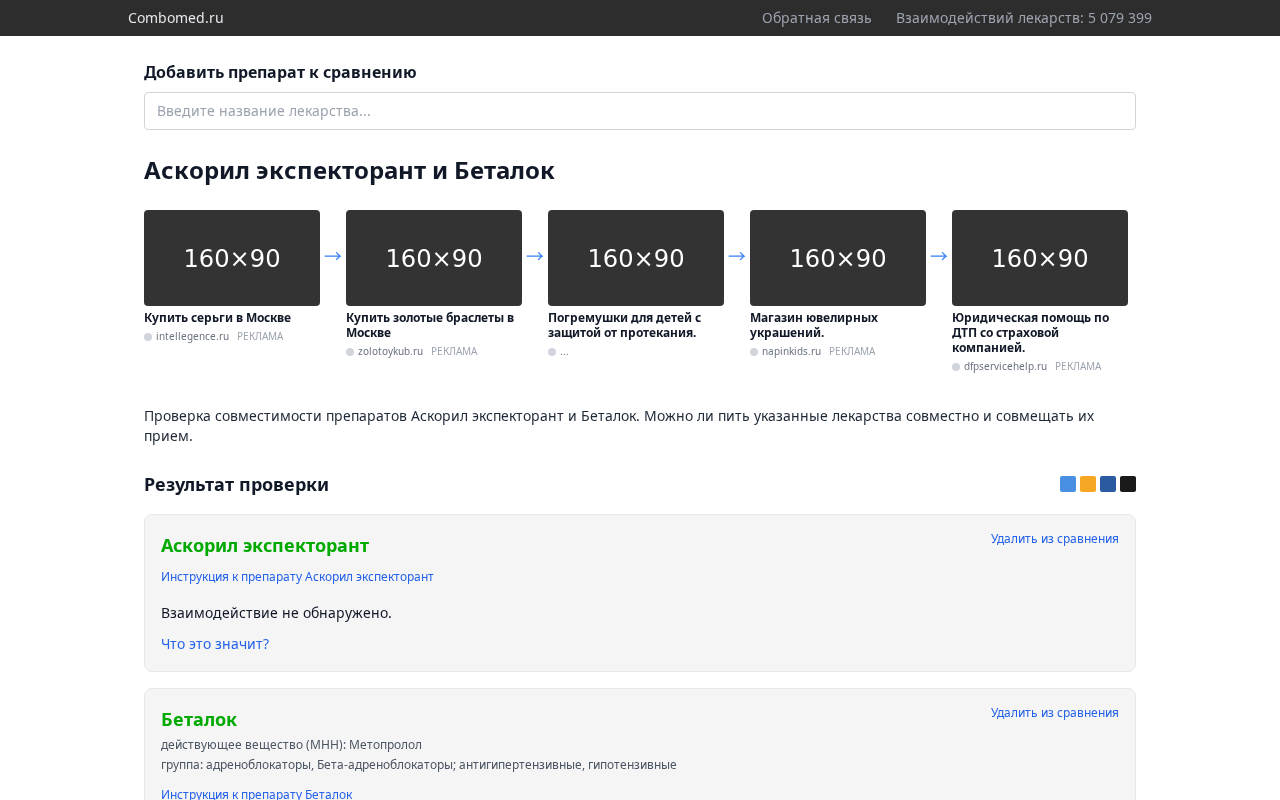 Combomed.ru
Обратная связь
Взаимодействий лекарств: 5 079 399
Добавить препарат к сравнению
Введите название лекарства...
Аскорил экспекторант и Беталок
160×90
→
160×90
→
160×90
→
160×90
→
160×90
Купить серьги в Москве
intellegence.ru РЕКЛАМА
Купить золотые браслеты в
Москве
zolotoykub.ru РЕКЛАМА
Погремушки для детей с
защитой от протекания.
...
Магазин ювелирных
украшений.
napinkids.ru РЕКЛАМА
Юридическая помощь по
ДТП со страховой
компанией.
dfpservicehelp.ru РЕКЛАМА
Проверка совместимости препаратов Аскорил экспекторант и Беталок. Можно ли пить указанные лекарства совместно и совмещать их
прием.
Результат проверки
Аскорил экспекторант
Удалить из сравнения
Инструкция к препарату Аскорил экспекторант
Взаимодействие не обнаружено.
Что это значит?
Беталок
Удалить из сравнения
действующее вещество (МНН): Метопролол
группа: адреноблокаторы, Бета-адреноблокаторы; антигипертензивные, гипотензивные
Инструкция к препарату Беталок